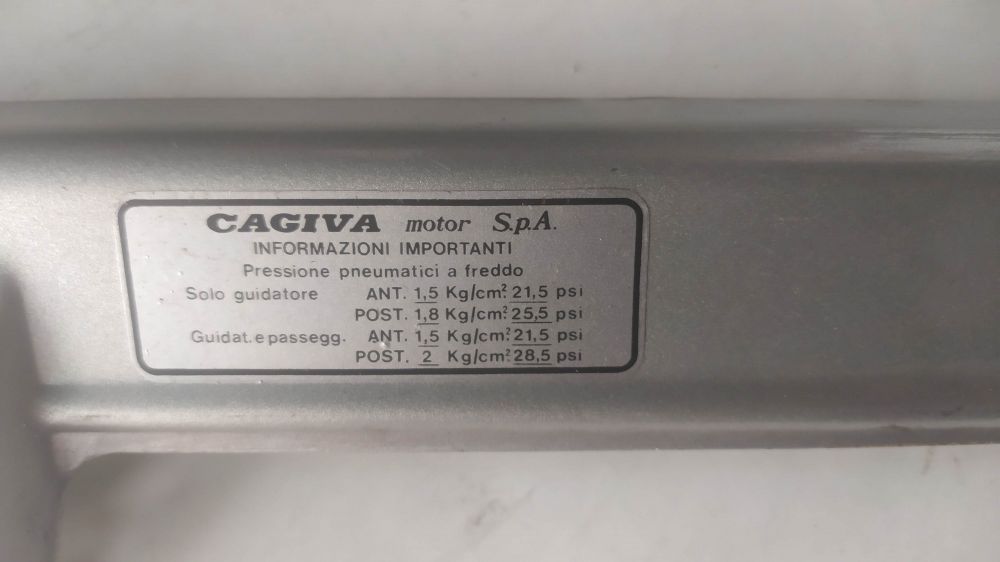 CAGIVA motor S.p.A.
INFORMAZIONI IMPORTANTI
Pressione pneumatici a freddo
Solo guidatore ANT. 1,5 Kg/cm² 21,5 psi
POST. 1,8 Kg/cm² 25,5 psi
Guidat. e passegg. ANT. 1,5 Kg/cm² 21,5 psi
POST. 2 Kg/cm² 28,5 psi